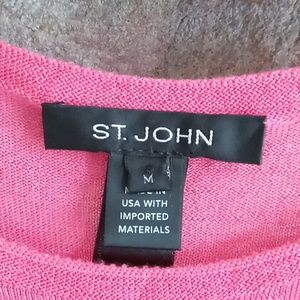 ST. JOHN
M
USA WITH
IMPORTED
MATERIALS